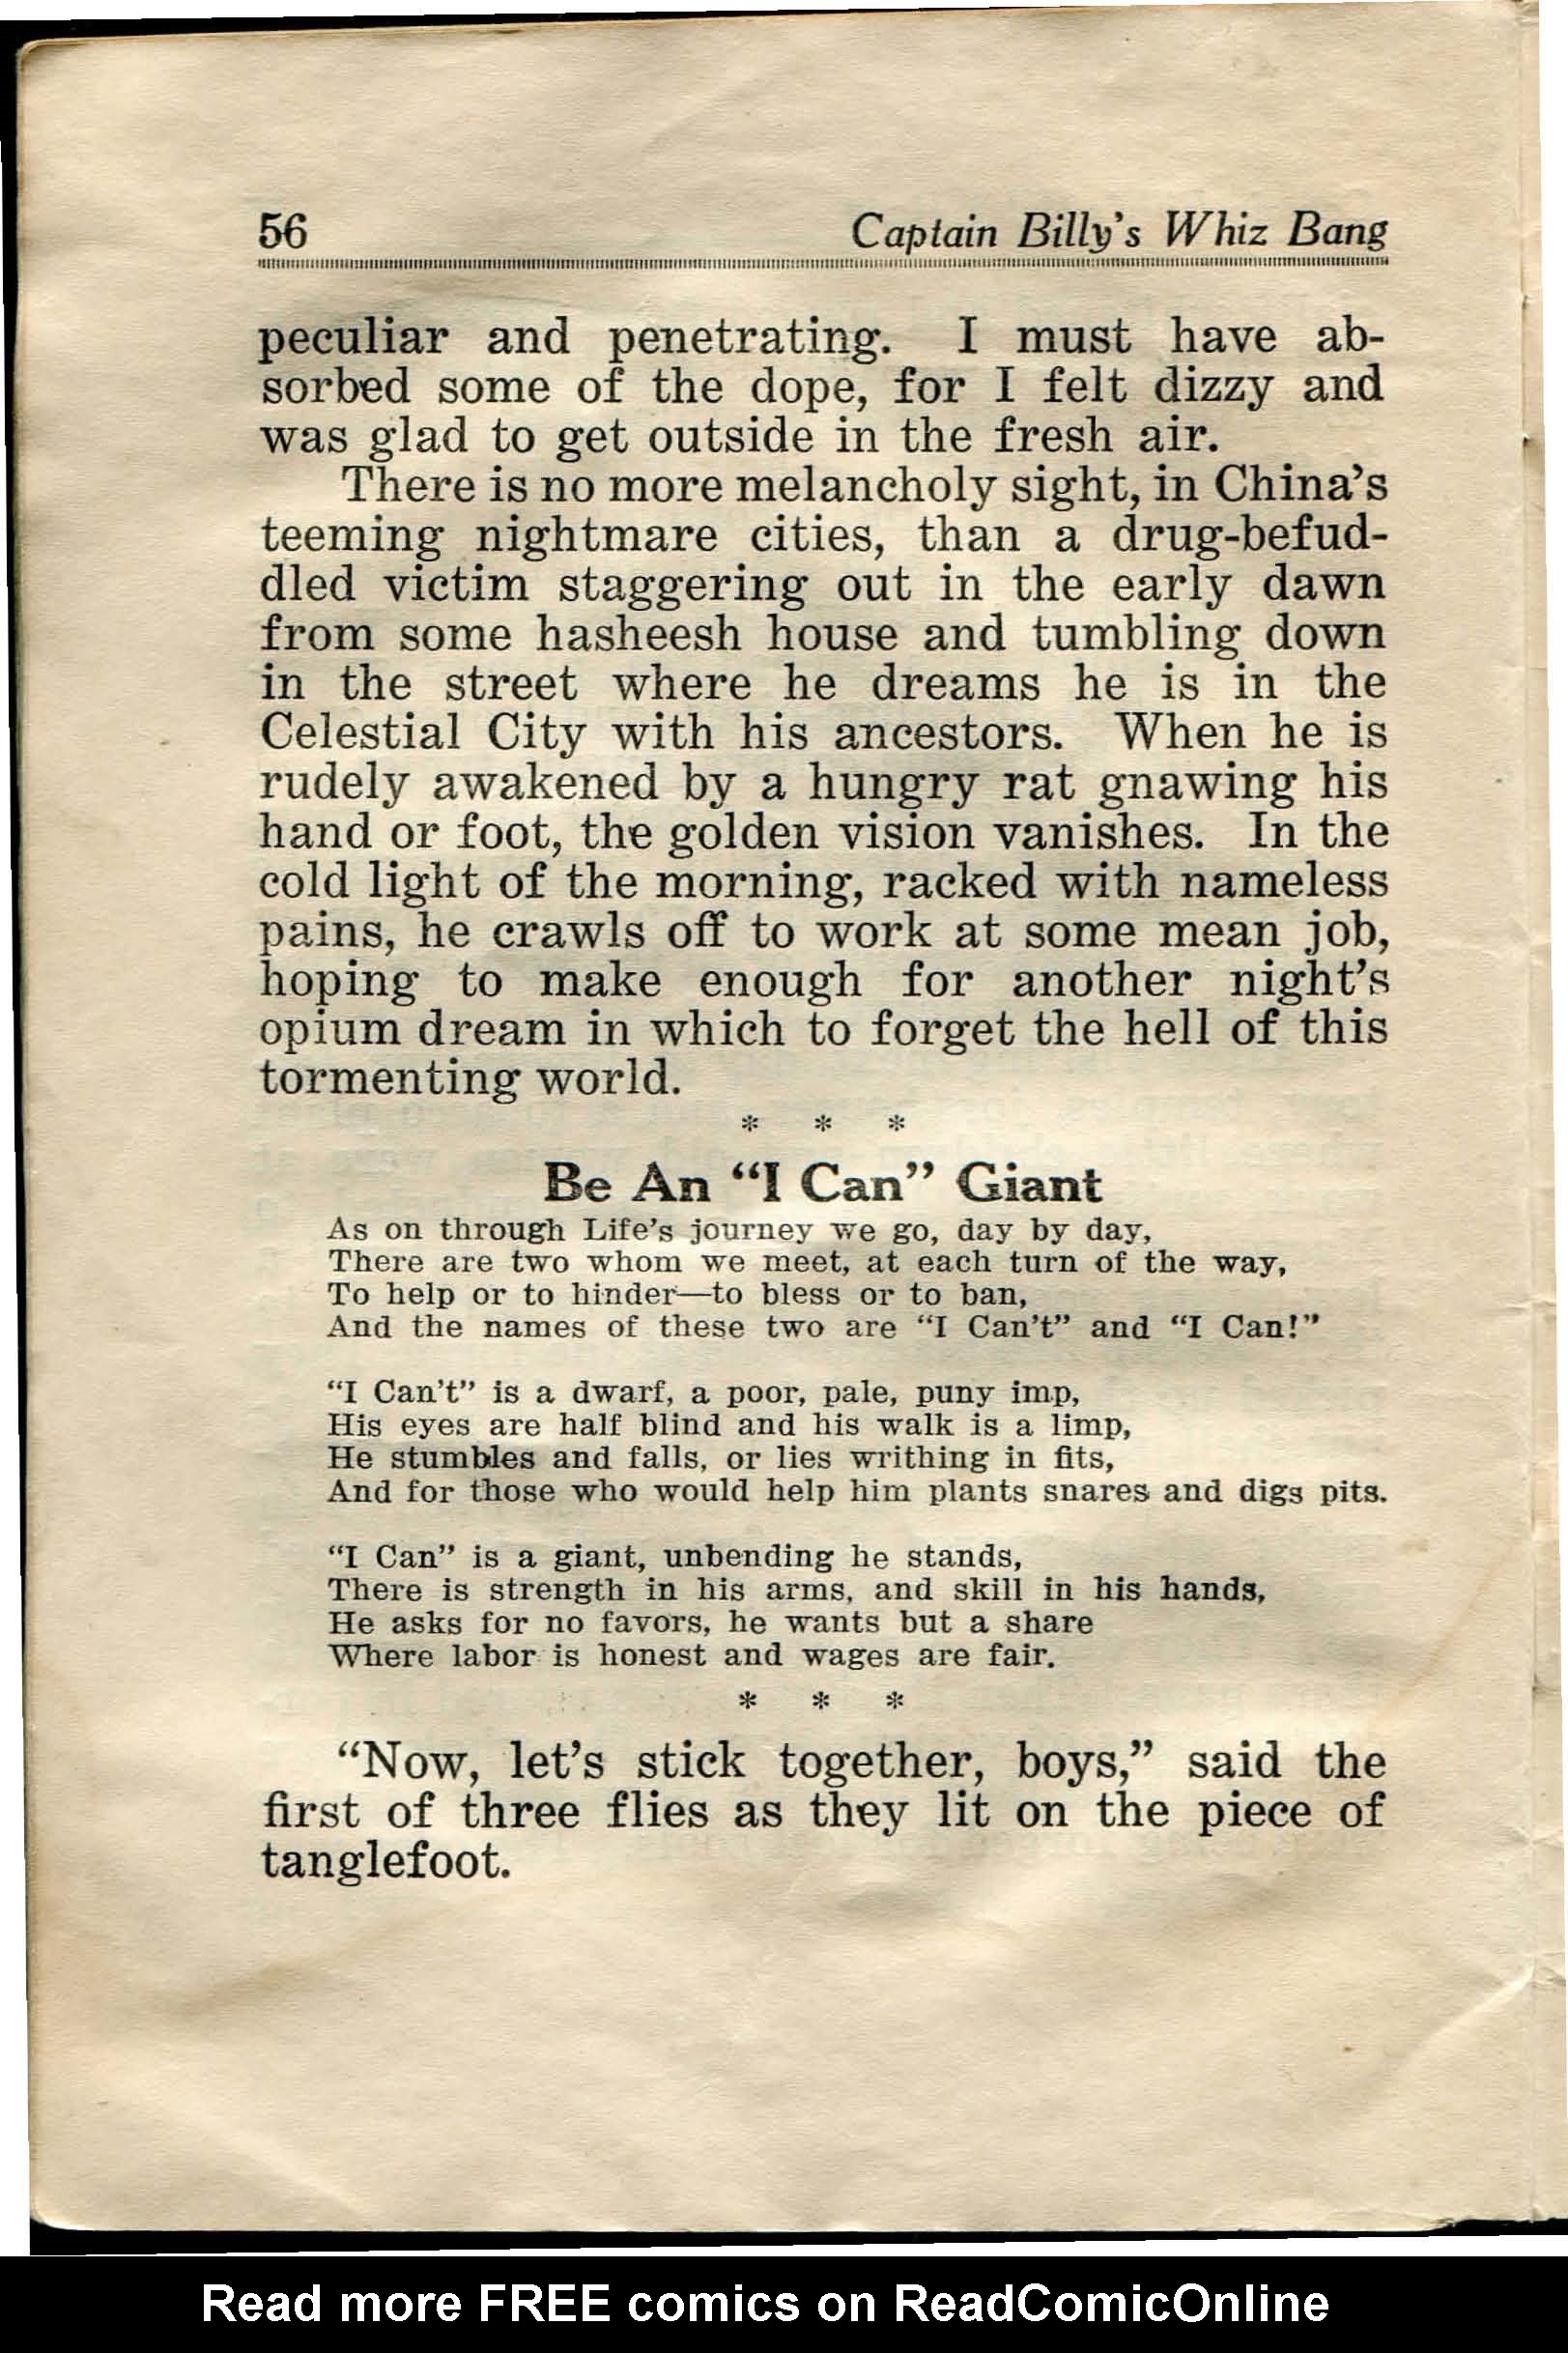 56 Captain Billy's Whiz Bang
peculiar and penetrating. I must have ab-
sorbed some of the dope, for I felt dizzy and
was glad to get outside in the fresh air.
There is no more melancholy sight, in China's
teeming nightmare cities, than a drug-befud-
dled victim staggering out in the early dawn
from some hasheesh house and tumbling down
in the street where he dreams he is in the
Celestial City with his ancestors. When he is
rudely awakened by a hungry rat gnawing his
hand or foot, the golden vision vanishes. In the
cold light of the morning, racked with nameless
pains, he crawls off to work at some mean job,
hoping to make enough for another night's
opium dream in which to forget the hell of this
tormenting world.
* * *
Be An "I Can" Giant
As on through Life's journey we go, day by day,
There are two whom we meet, at each turn of the way,
To help or to hinder—to bless or to ban,
And the names of these two are "I Can't" and "I Can!"
"I Can't" is a dwarf, a poor, pale, puny imp,
His eyes are half blind and his walk is a limp,
He stumbles and falls, or lies writhing in fits,
And for those who would help him plants snares and digs pits.
"I Can" is a giant, unbending he stands,
There is strength in his arms, and skill in his hands,
He asks for no favors, he wants but a share
Where labor is honest and wages are fair.
* * *
"Now, let's stick together, boys," said the
first of three flies as they lit on the piece of
tanglefoot.
Read more FREE comics on ReadComicOnline